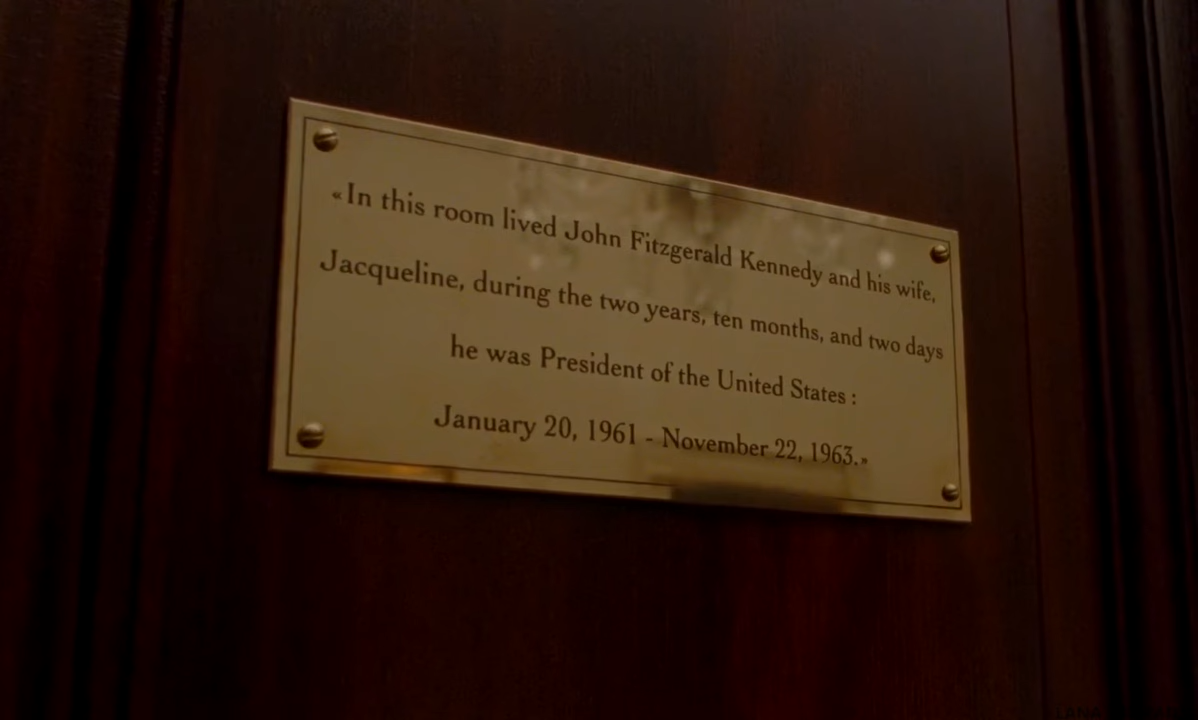 «In this room lived John Fitzgerald Kennedy and his wife,
Jacqueline, during the two years, ten months, and two days
he was President of the United States :
January 20, 1961 - November 22, 1963.»